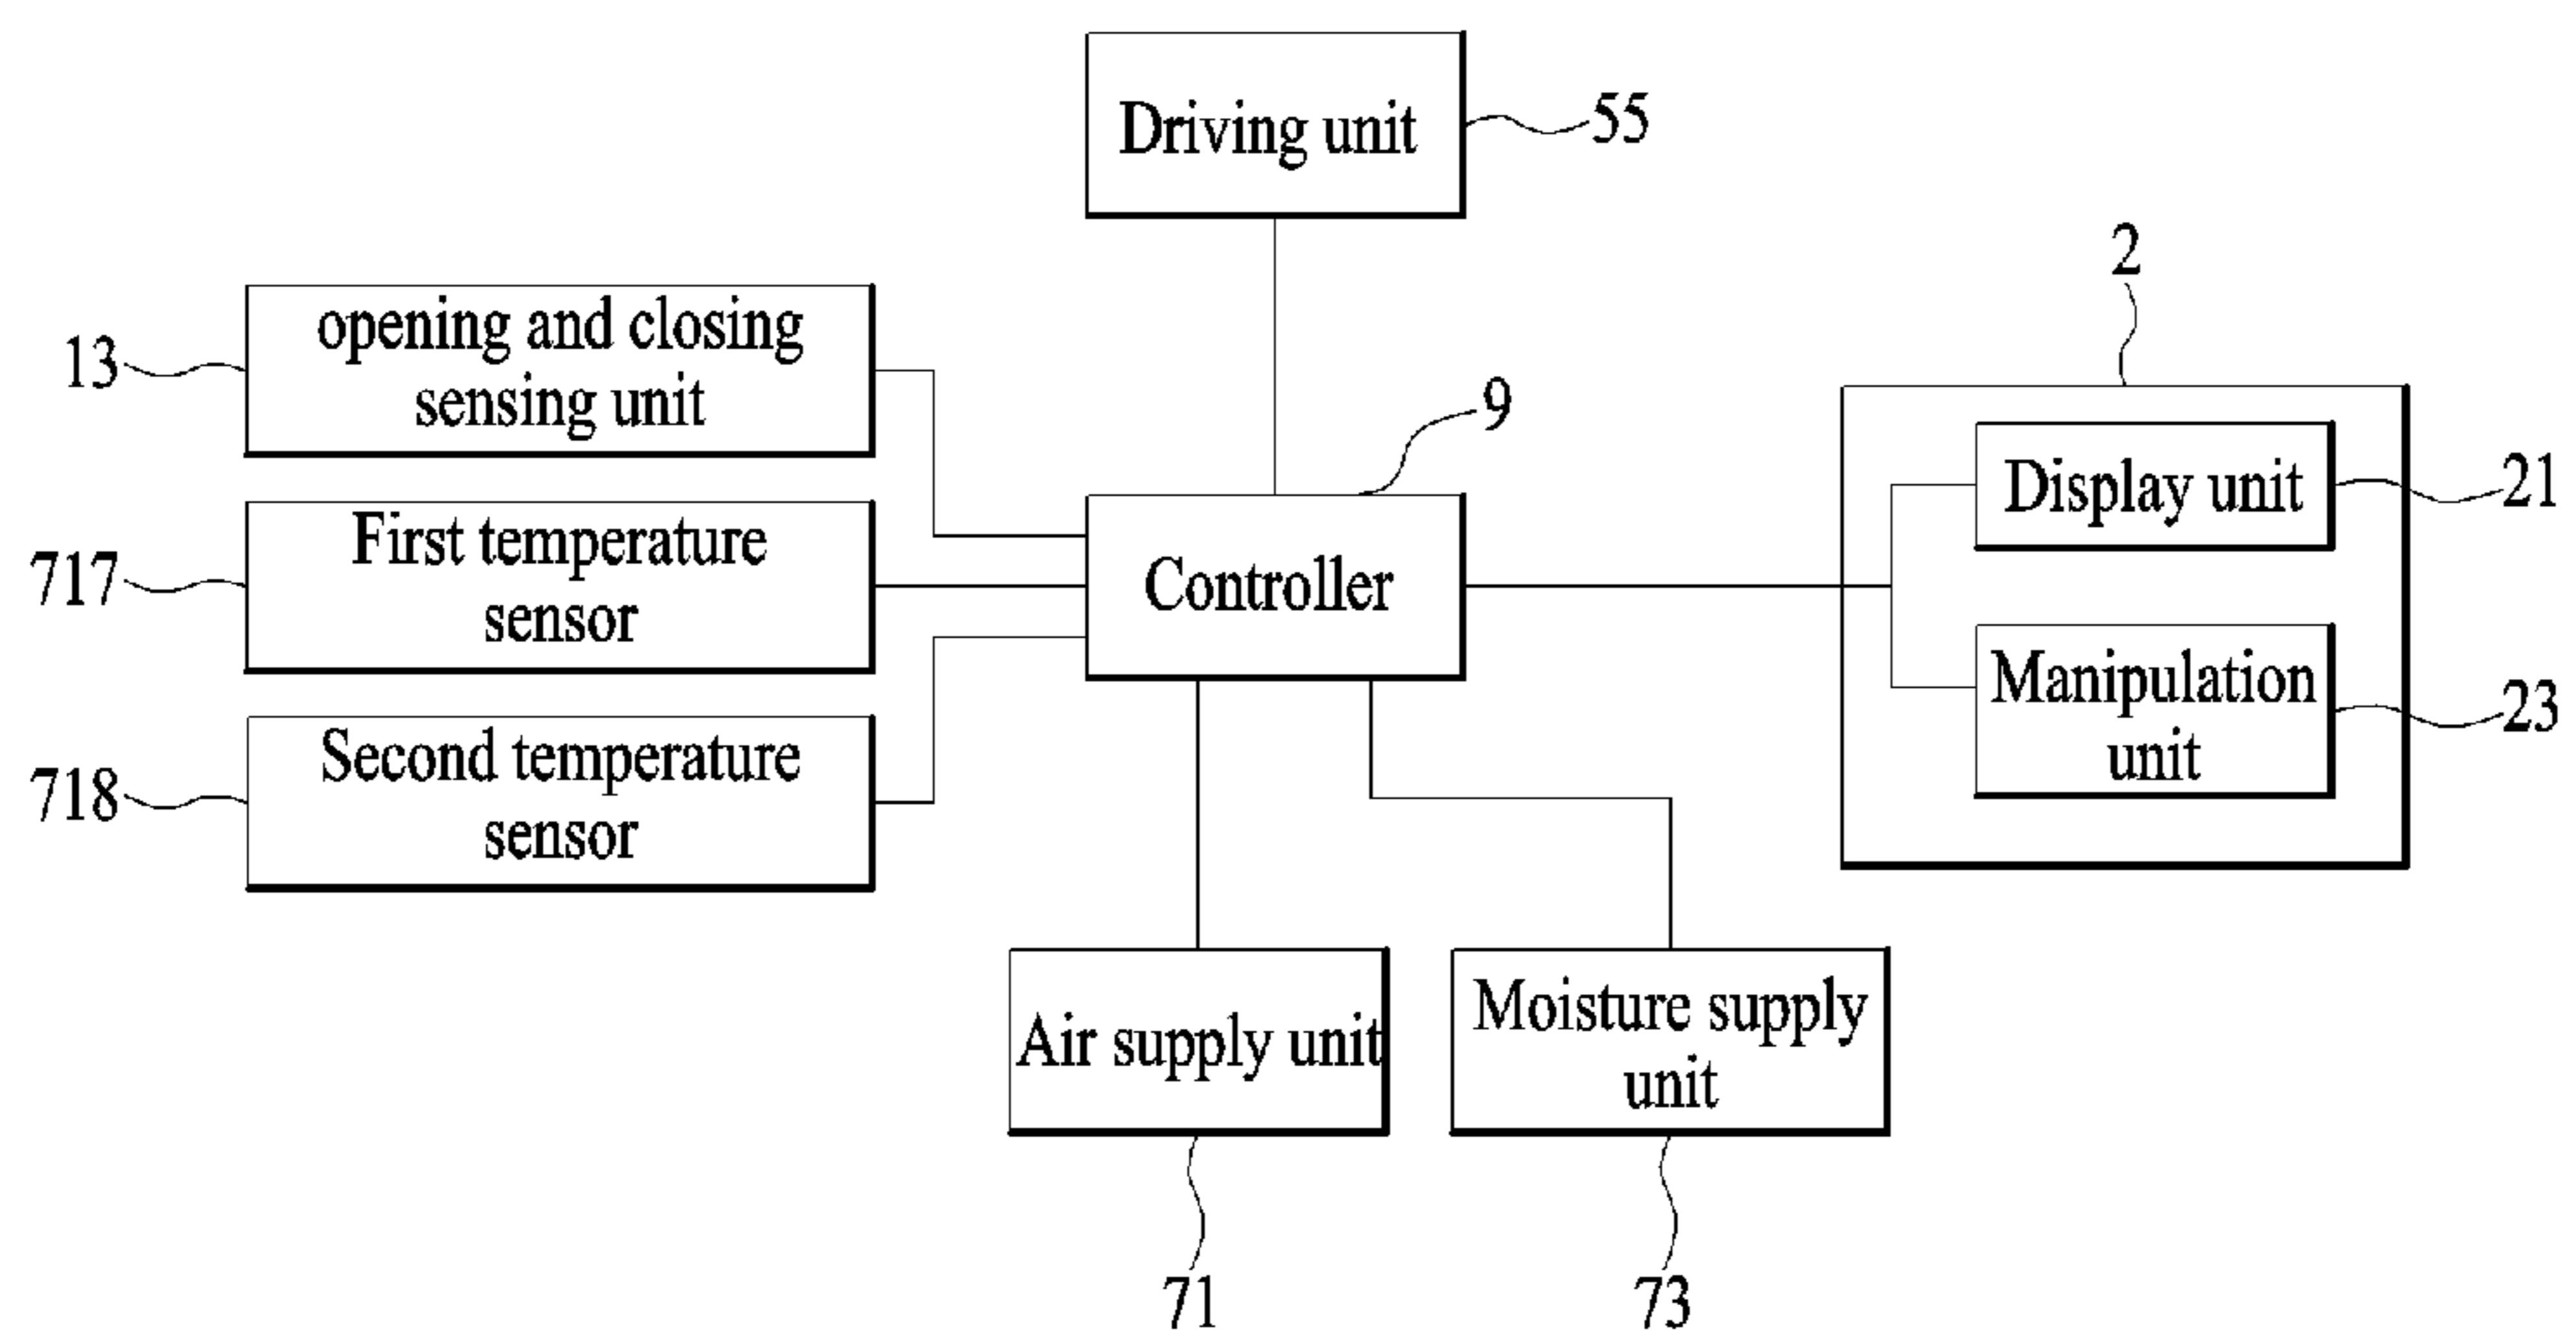 Driving unit
55
2
opening and closing
sensing unit
13
9
Display unit
21
First temperature
sensor
717
Controller
Manipulation
unit
23
Second temperature
sensor
718
Air supply unit
Moisture supply
unit
71
73